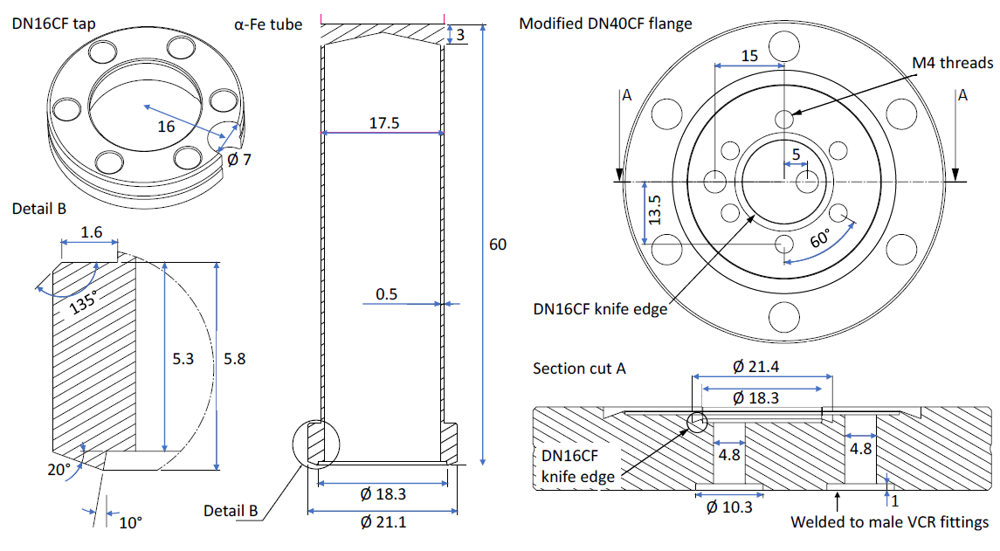 DN16CF tap
16
Ø 7
Detail B
1.6
135°
5.3
5.8
20°
10°
α-Fe tube
3
17.5
60
0.5
Ø 18.3
Ø 21.1
Detail B
Modified DN40CF flange
15
M4 threads
A
A
5
13.5
60°
DN16CF knife edge
Section cut A
Ø 21.4
Ø 18.3
4.8
4.8
DN16CF
knife edge
Ø 10.3
1
Welded to male VCR fittings